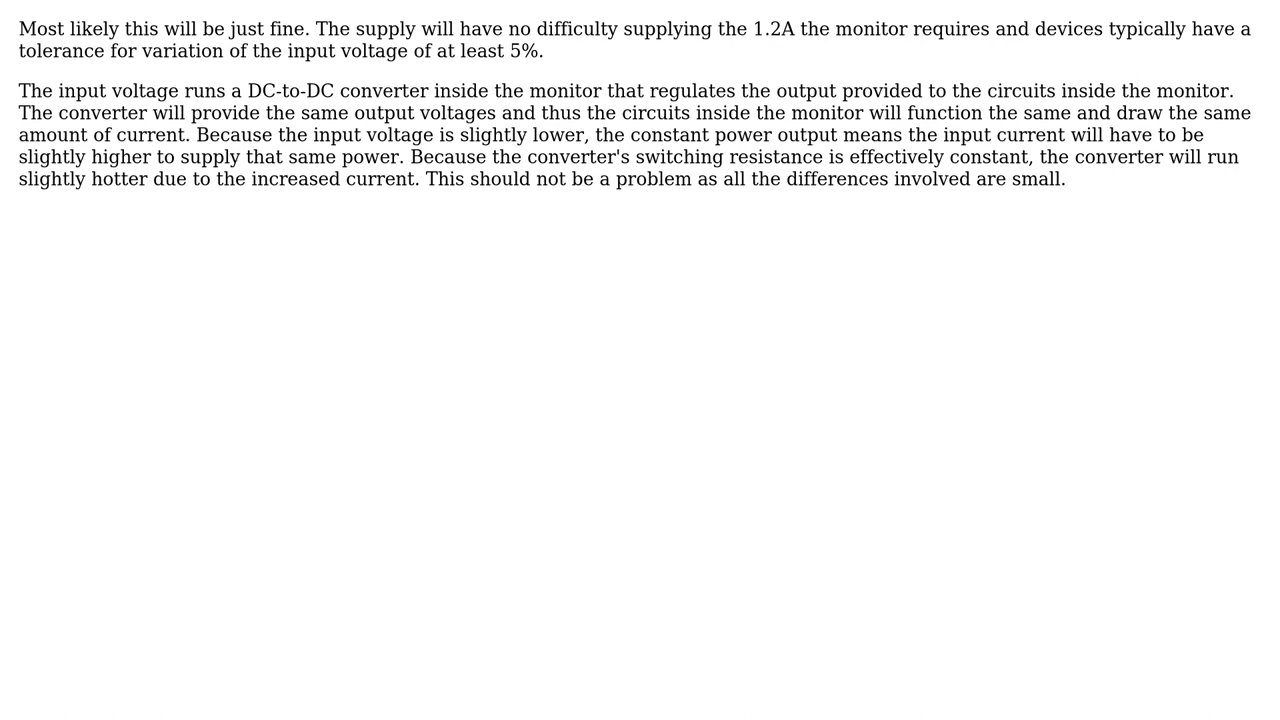 Most likely this will be just fine. The supply will have no difficulty supplying the 1.2A the monitor requires and devices typically have a
tolerance for variation of the input voltage of at least 5%.
The input voltage runs a DC-to-DC converter inside the monitor that regulates the output provided to the circuits inside the monitor.
The converter will provide the same output voltages and thus the circuits inside the monitor will function the same and draw the same
amount of current. Because the input voltage is slightly lower, the constant power output means the input current will have to be
slightly higher to supply that same power. Because the converter's switching resistance is effectively constant, the converter will run
slightly hotter due to the increased current. This should not be a problem as all the differences involved are small.